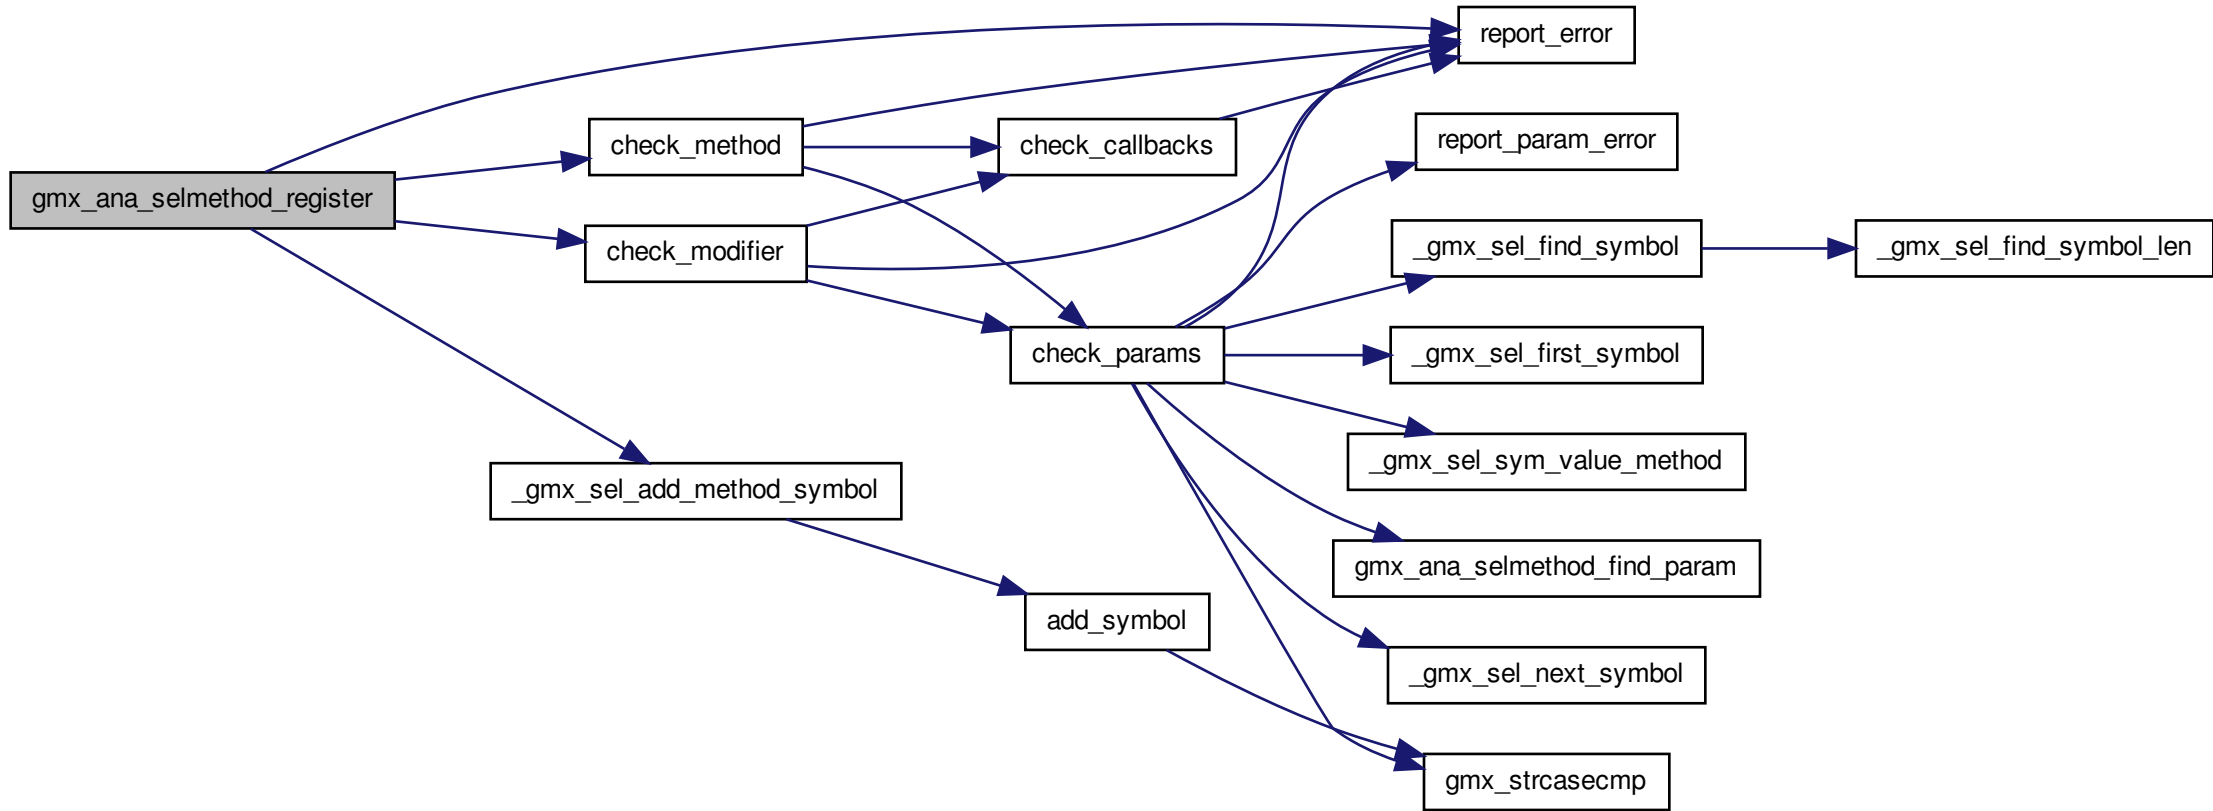 report_error
report_param_error
check_method
check_callbacks
gmx_ana_selmethod_register
check_modifier
_gmx_sel_find_symbol
_gmx_sel_find_symbol_len
check_params
_gmx_sel_first_symbol
_gmx_sel_sym_value_method
_gmx_sel_add_method_symbol
gmx_ana_selmethod_find_param
add_symbol
_gmx_sel_next_symbol
gmx_strcasecmp